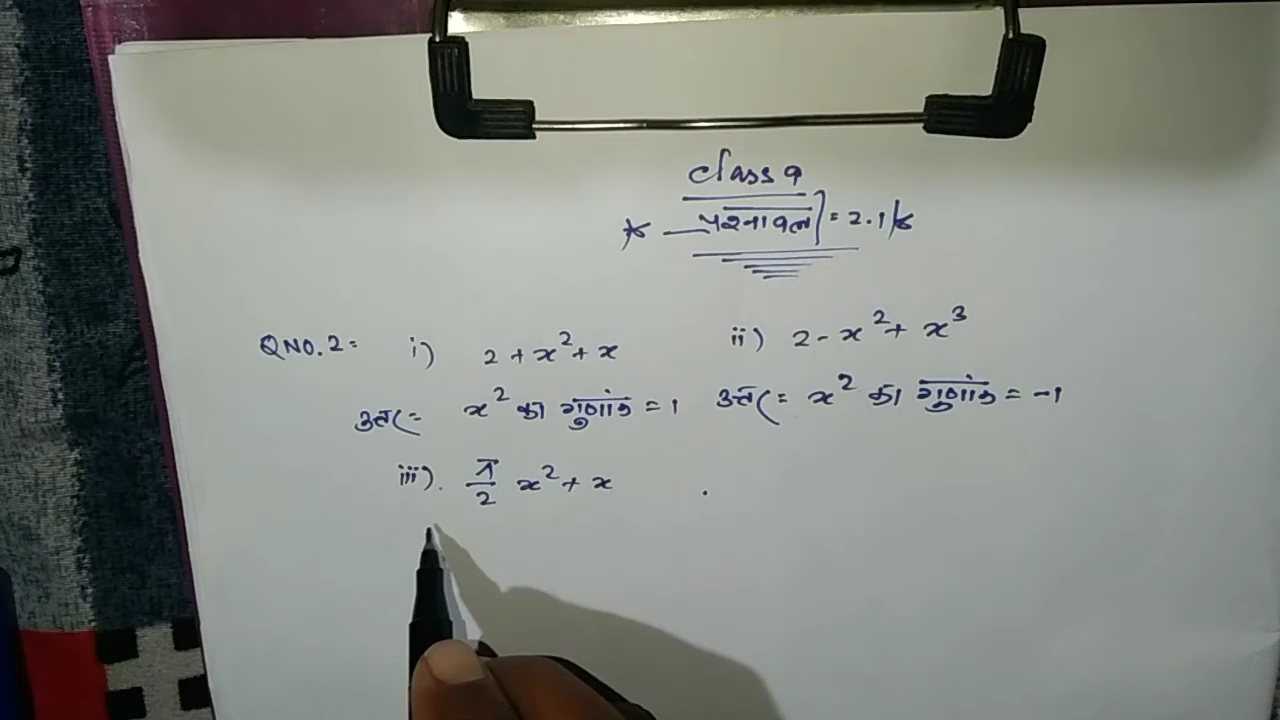 class 9
* प्रश्नावली = 2.1 *
Q NO. 2 = i) 2 + x² + x ii) 2 - x² + x³
उत्तर = x² का गुणांक = 1 उत्तर = x² का गुणांक = -1
iii). π/2 x² + x